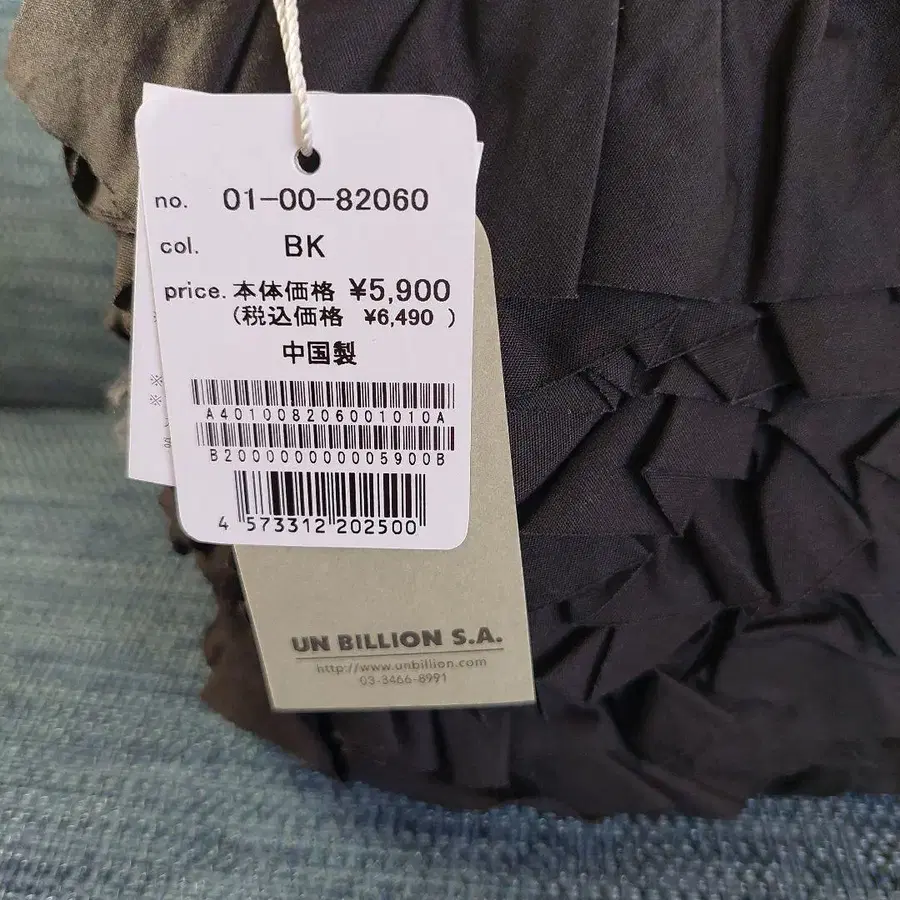 no. 01-00-82060
col. BK
price. 本体価格 ¥5,900
(税込価格 ¥6,490 )
中国製
A401008206001010A
B200000000005900B
4 573312 202500
UN BILLION S.A.
http://www.unbillion.com
03-3466-8991
※
※